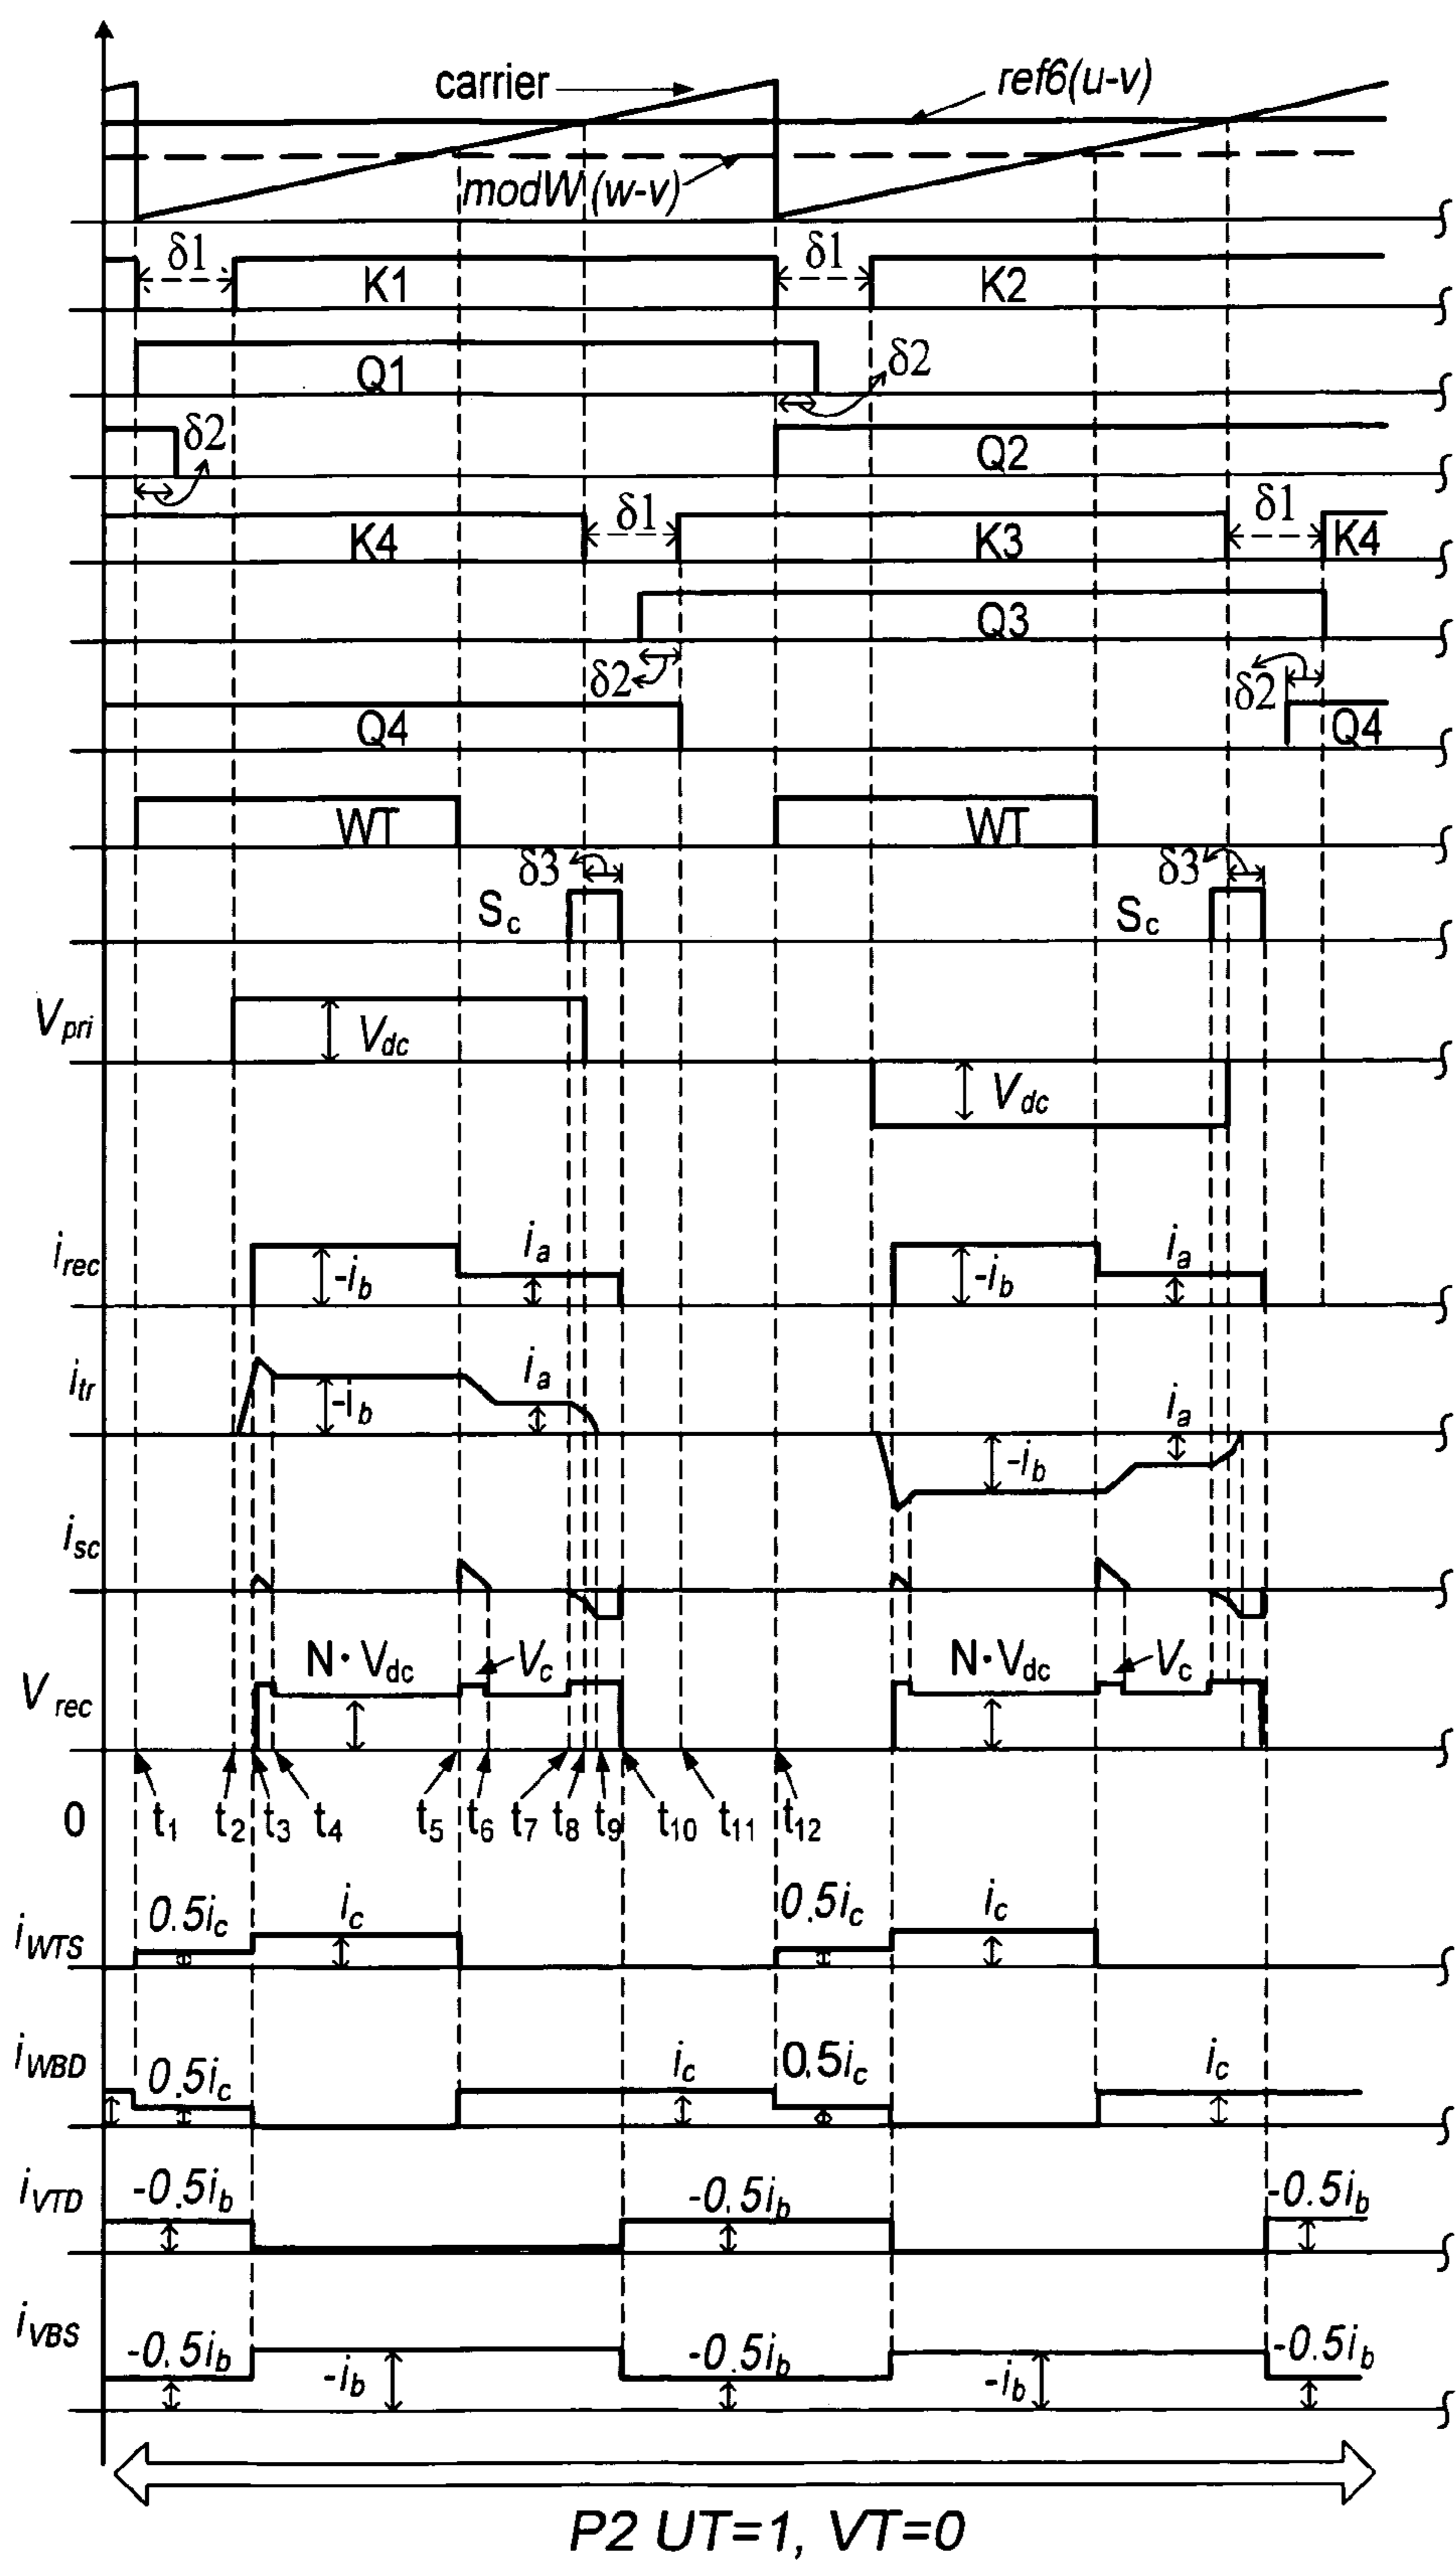 carrier
ref6(u-v)
modW(w-v)
δ1 δ1
K1 K2
Q1 δ2
δ2 Q2
δ1 δ1
K4 K3 K4
Q3
δ2 δ2
Q4 Q4
WT WT
δ3 δ3
Sc Sc
Vpri Vdc
Vdc
irec -ib ia -ib ia
itr -ib ia -ib ia
isc
N·Vdc Vc N·Vdc Vc
Vrec
0 t1 t2 t3 t4 t5 t6 t7 t8 t9 t10 t11 t12
0.5ic ic 0.5ic ic
iWTS
iWBD 0.5ic ic 0.5ic ic
iVTD -0.5ib -0.5ib -0.5ib
iVBS -0.5ib -ib -0.5ib -ib -0.5ib
P2 UT=1, VT=0